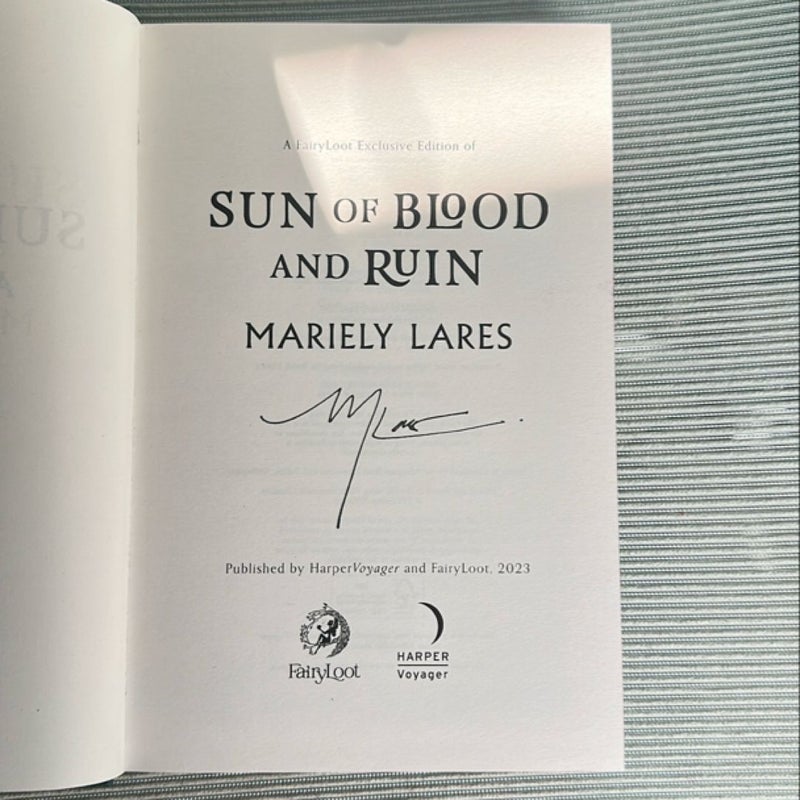 A FairyLoot Exclusive Edition of
SUN OF BLOOD
AND RUIN
MARIELY LARES
Published by HarperVoyager and FairyLoot, 2023
FairyLoot
HARPER
Voyager